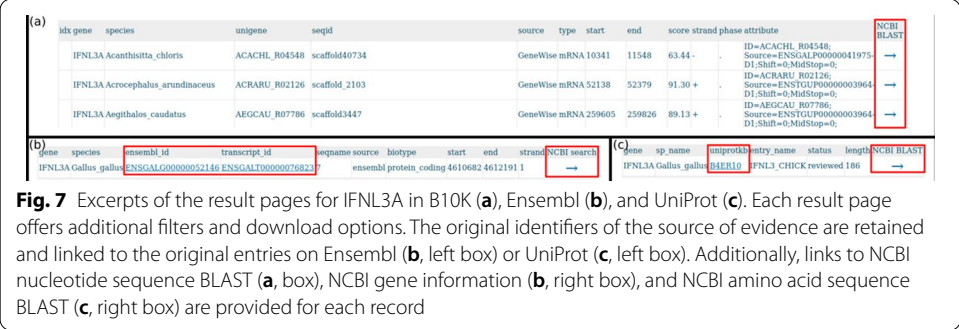 (a)
idx gene species unigene seqid source type start end score strand phase attribute NCBI BLAST
IFNL3A Acanthisitta_chloris ACACHL_R04548 scaffold40734 GeneWise mRNA 10341 11548 63.44 - . ID=ACACHL_R04548;
Source=ENSGALP00000041975-
D1;Shift=0;MidStop=0; →
IFNL3A Acrocephalus_arundinaceus ACRARU_R02126 scaffold_2103 GeneWise mRNA 52138 52379 91.30 + . ID=ACRARU_R02126;
Source=ENSTGUP00000003964-
D1;Shift=0;MidStop=0; →
IFNL3A Aegithalos_caudatus AEGCAU_R07786 scaffold3447 GeneWise mRNA 259605 259826 89.13 + . ID=AEGCAU_R07786;
Source=ENSTGUP00000003964-
D1;Shift=0;MidStop=0; →
(b)
gene species ensembl_id transcript_id seqname source biotype start end strand NCBI search
IFNL3A Gallus_gallus ENSGALG00000052146 ENSGALT00000076823 7 ensembl protein_coding 4610682 4612191 1 →
(c)
gene sp_name uniprotkb entry_name status length NCBI BLAST
IFNL3A Gallus_gallus B4ER10 IFNL3_CHICK reviewed 186 →
Fig. 7 Excerpts of the result pages for IFNL3A in B10K (a), Ensembl (b), and UniProt (c). Each result page
offers additional filters and download options. The original identifiers of the source of evidence are retained
and linked to the original entries on Ensembl (b, left box) or UniProt (c, left box). Additionally, links to NCBI
nucleotide sequence BLAST (a, box), NCBI gene information (b, right box), and NCBI amino acid sequence
BLAST (c, right box) are provided for each record